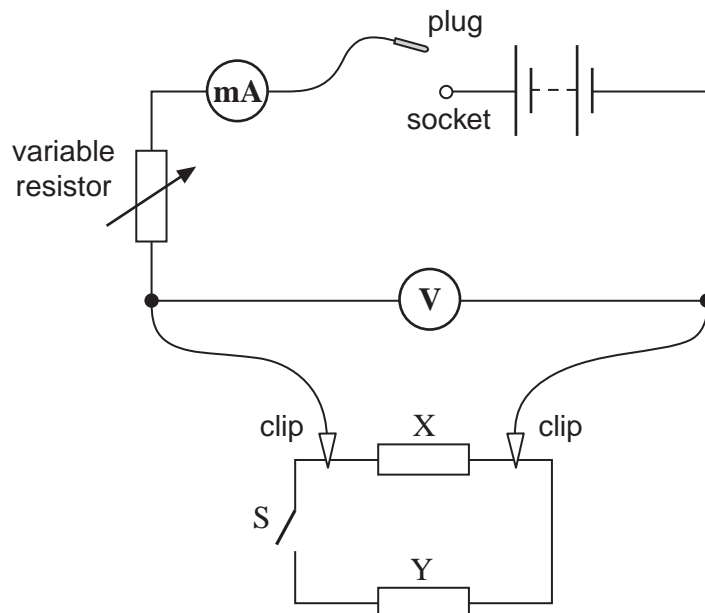 plug
mA
socket
variable
resistor
V
clip
X
clip
S
Y